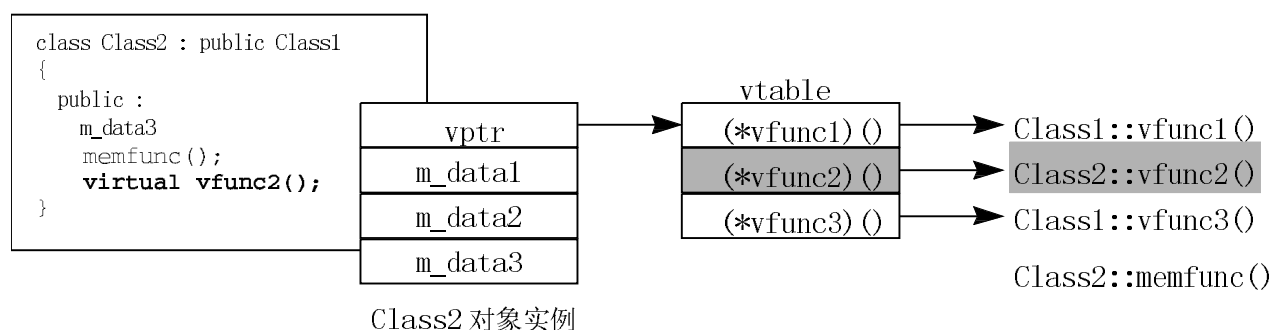 class Class2 : public Class1
{
public :
m_data3
memfunc();
virtual vfunc2();
}
vptr
m_data1
m_data2
m_data3
Class2 对象实例
vtable
(*vfunc1)()
(*vfunc2)()
(*vfunc3)()
Class1::vfunc1()
Class2::vfunc2()
Class1::vfunc3()
Class2::memfunc()